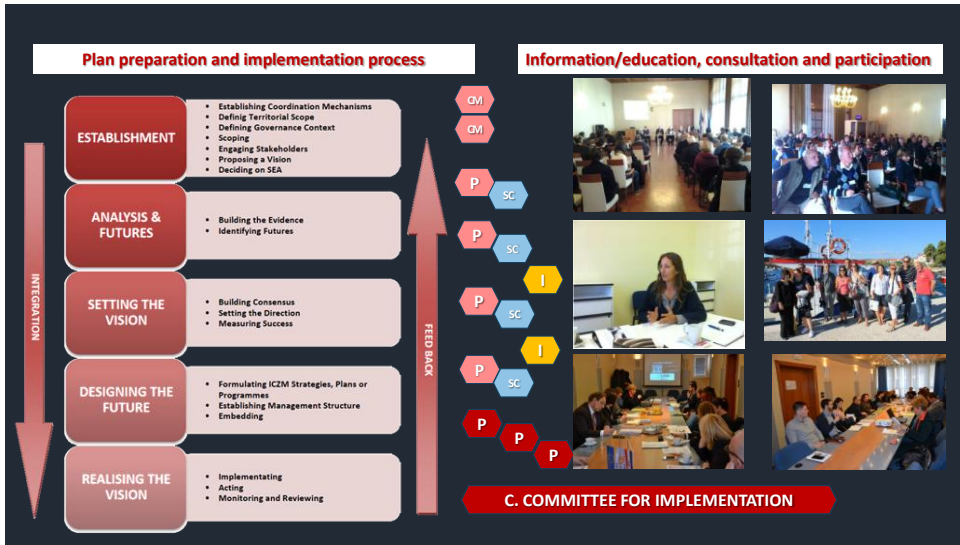 Plan preparation and implementation process
Information/education, consultation and participation
ESTABLISHMENT
• Establishing Coordination Mechanisms
• Definig Territorial Scope
• Defining Governance Context
• Scoping
• Engaging Stakeholders
• Proposing a Vision
• Deciding on SEA
ANALYSIS &
FUTURES
• Building the Evidence
• Identifying Futures
SETTING THE
VISION
• Building Consensus
• Setting the Direction
• Measuring Success
DESIGNING THE
FUTURE
• Formulating ICZM Strategies, Plans or
Programmes
• Establishing Management Structure
• Embedding
REALISING THE
VISION
• Implementating
• Acting
• Monitoring and Reviewing
INTEGRATION
FEED BACK
CM
CM
P
SC
P
SC
I
P
SC
I
P
SC
P
P
P
C. COMMITTEE FOR IMPLEMENTATION